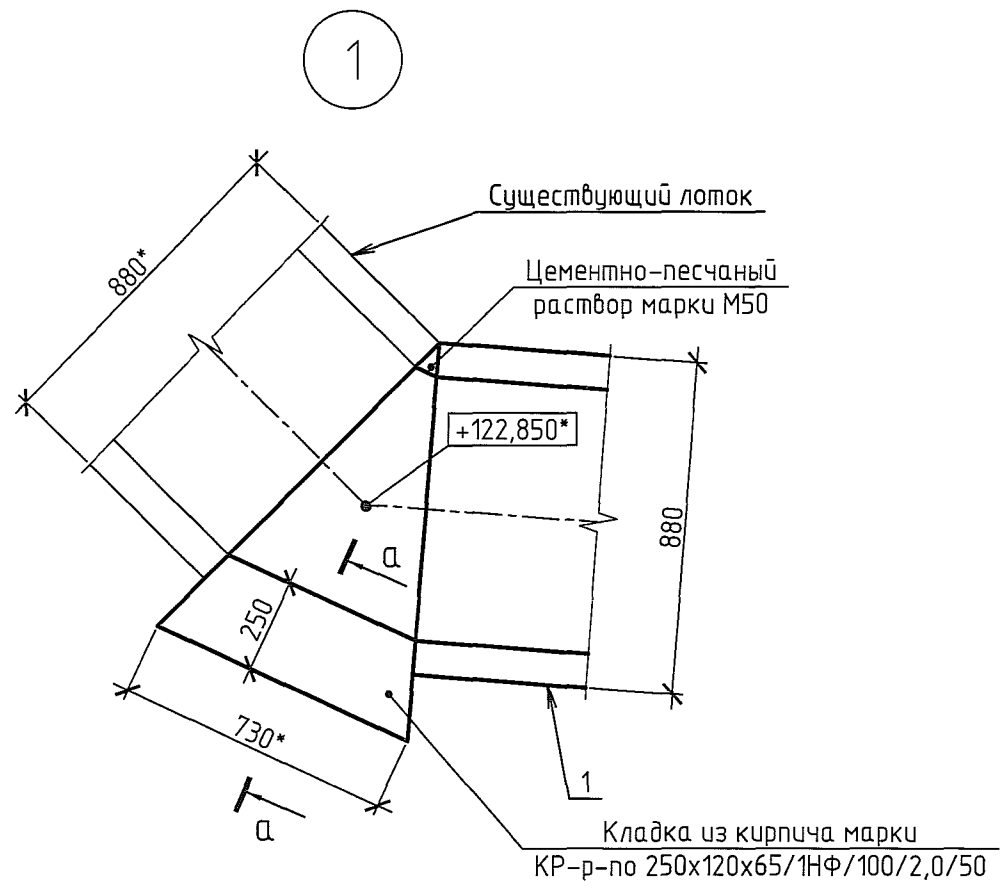 1
Существующий лоток
880*
Цементно-песчаный
раствор марки М50
+122,850*
880
а
250
730*
1
а
Кладка из кирпича марки
КР-р-по 250х120х65/1НФ/100/2,0/50